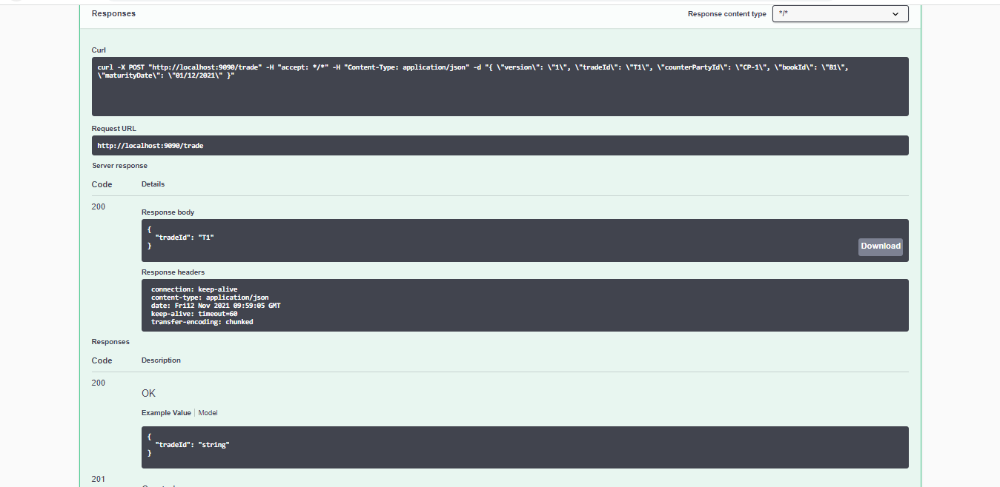 Responses
Response content type */*
Curl
curl -X POST "http://localhost:9090/trade" -H "accept: */*" -H "Content-Type: application/json" -d "{ \"version\": \"1\", \"tradeId\": \"T1\", \"counterPartyId\": \"CP-1\", \"bookId\": \"B1\",
\"maturityDate\": \"01/12/2021\" }"
Request URL
http://localhost:9090/trade
Server response
Code Details
200
Response body
{
"tradeId": "T1"
}
Download
Response headers
connection: keep-alive
content-type: application/json
date: Fri12 Nov 2021 09:59:05 GMT
keep-alive: timeout=60
transfer-encoding: chunked
Responses
Code Description
200
OK
Example Value Model
{
"tradeId": "string"
}
201